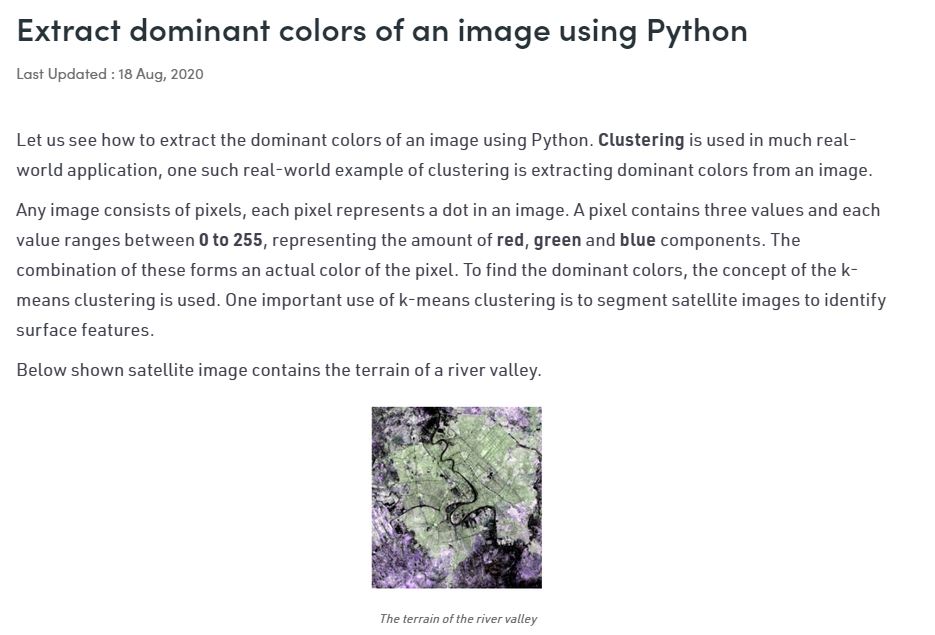 Extract dominant colors of an image using Python
Last Updated : 18 Aug, 2020
Let us see how to extract the dominant colors of an image using Python. Clustering is used in much real-
world application, one such real-world example of clustering is extracting dominant colors from an image.
Any image consists of pixels, each pixel represents a dot in an image. A pixel contains three values and each
value ranges between 0 to 255, representing the amount of red, green and blue components. The
combination of these forms an actual color of the pixel. To find the dominant colors, the concept of the k-
means clustering is used. One important use of k-means clustering is to segment satellite images to identify
surface features.
Below shown satellite image contains the terrain of a river valley.
The terrain of the river valley